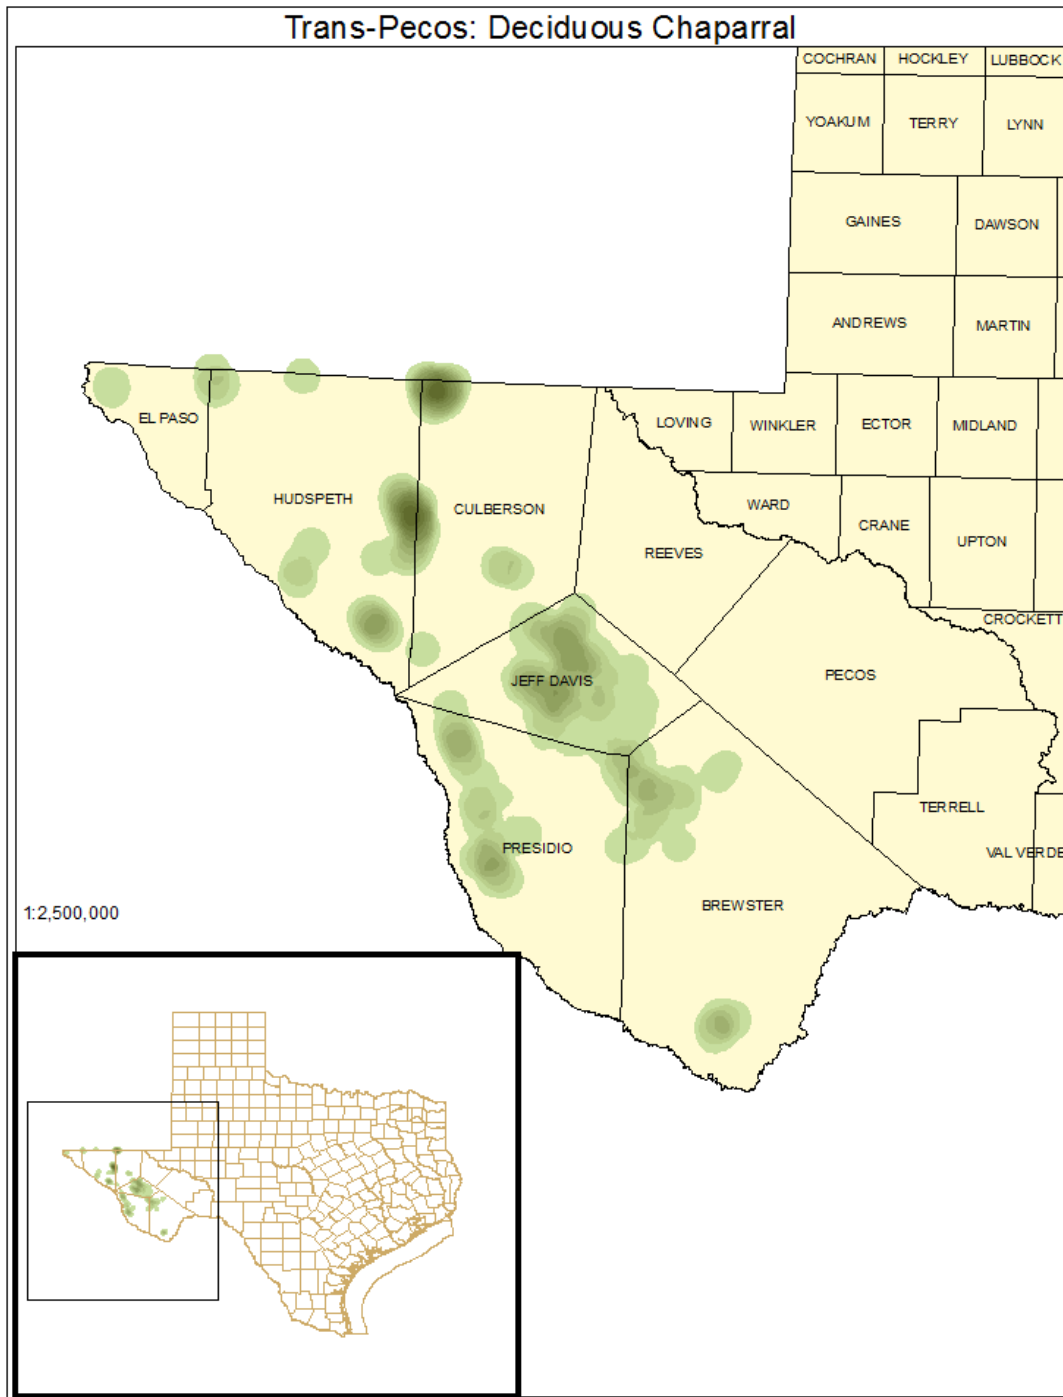 Trans-Pecos: Deciduous Chaparral
COCHRAN HOCKLEY LUBBOCK
YOAKUM TERRY LYNN
GAINES DAWSON
ANDREWS MARTIN
EL PASO LOVING WINKLER ECTOR MIDLAND
HUDSPETH CULBERSON WARD CRANE UPTON
REEVES
CROCKETT
JEFF DAVIS PECOS
TERRELL
PRESIDIO VAL VERDE
BREWSTER
1:2,500,000